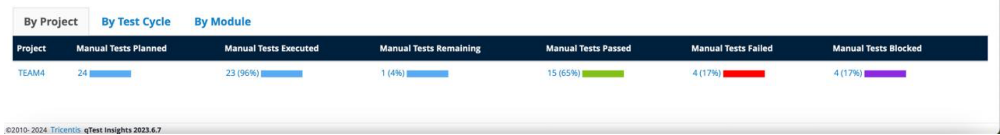 By Project By Test Cycle By Module
Project Manual Tests Planned Manual Tests Executed Manual Tests Remaining Manual Tests Passed Manual Tests Failed Manual Tests Blocked
TEAM4 24 23 (96%) 1 (4%) 15 (65%) 4 (17%) 4 (17%)
©2010- 2024 Tricentis qTest Insights 2023.6.7